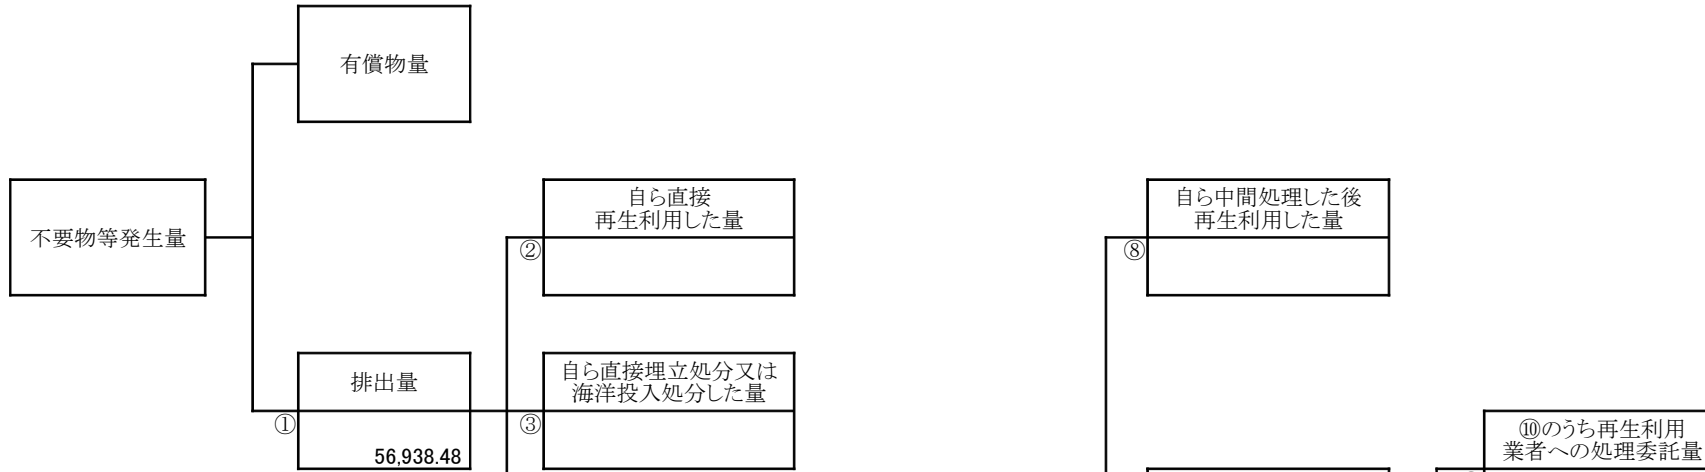 有償物量
不要物等発生量
自ら直接
再生利用した量
②
自ら中間処理した後
再生利用した量
⑧
排出量
①
56,938.48
自ら直接埋立処分又は
海洋投入処分した量
③
⑩のうち再生利用
業者への処理委託量